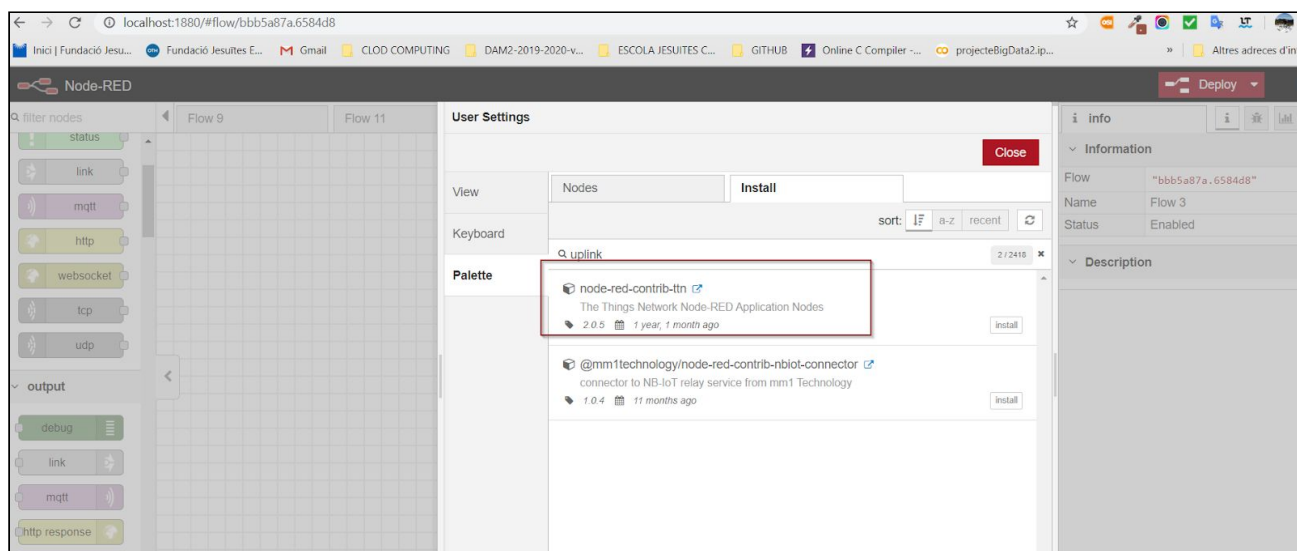 localhost:1880/#flow/bbb5a87a.6584d8
Inici | Fundació Jesu...
Fundació Jesuïtes E...
Gmail
CLOD COMPUTING
DAM2-2019-2020-v...
ESCOLA JESUITES C...
GITHUB
Online C Compiler -...
projecteBigData2.ip...
»
Altres adreces d'in
Node-RED
Deploy
filter nodes
Flow 9
Flow 11
User Settings
i info
i
status
Close
Information
link
View
Nodes
Install
Flow
"bbb5a87a.6584d8"
mqtt
Name
Flow 3
sort:
a-z
recent
Status
Enabled
http
Keyboard
uplink
2 / 2418
websocket
Palette
Description
node-red-contrib-ttn
The Things Network Node-RED Application Nodes
tcp
2.0.5
1 year, 1 month ago
install
udp
@mm1technology/node-red-contrib-nbiot-connector
connector to NB-IoT relay service from mm1 Technology
output
1.0.4
11 months ago
install
debug
link
mqtt
http response